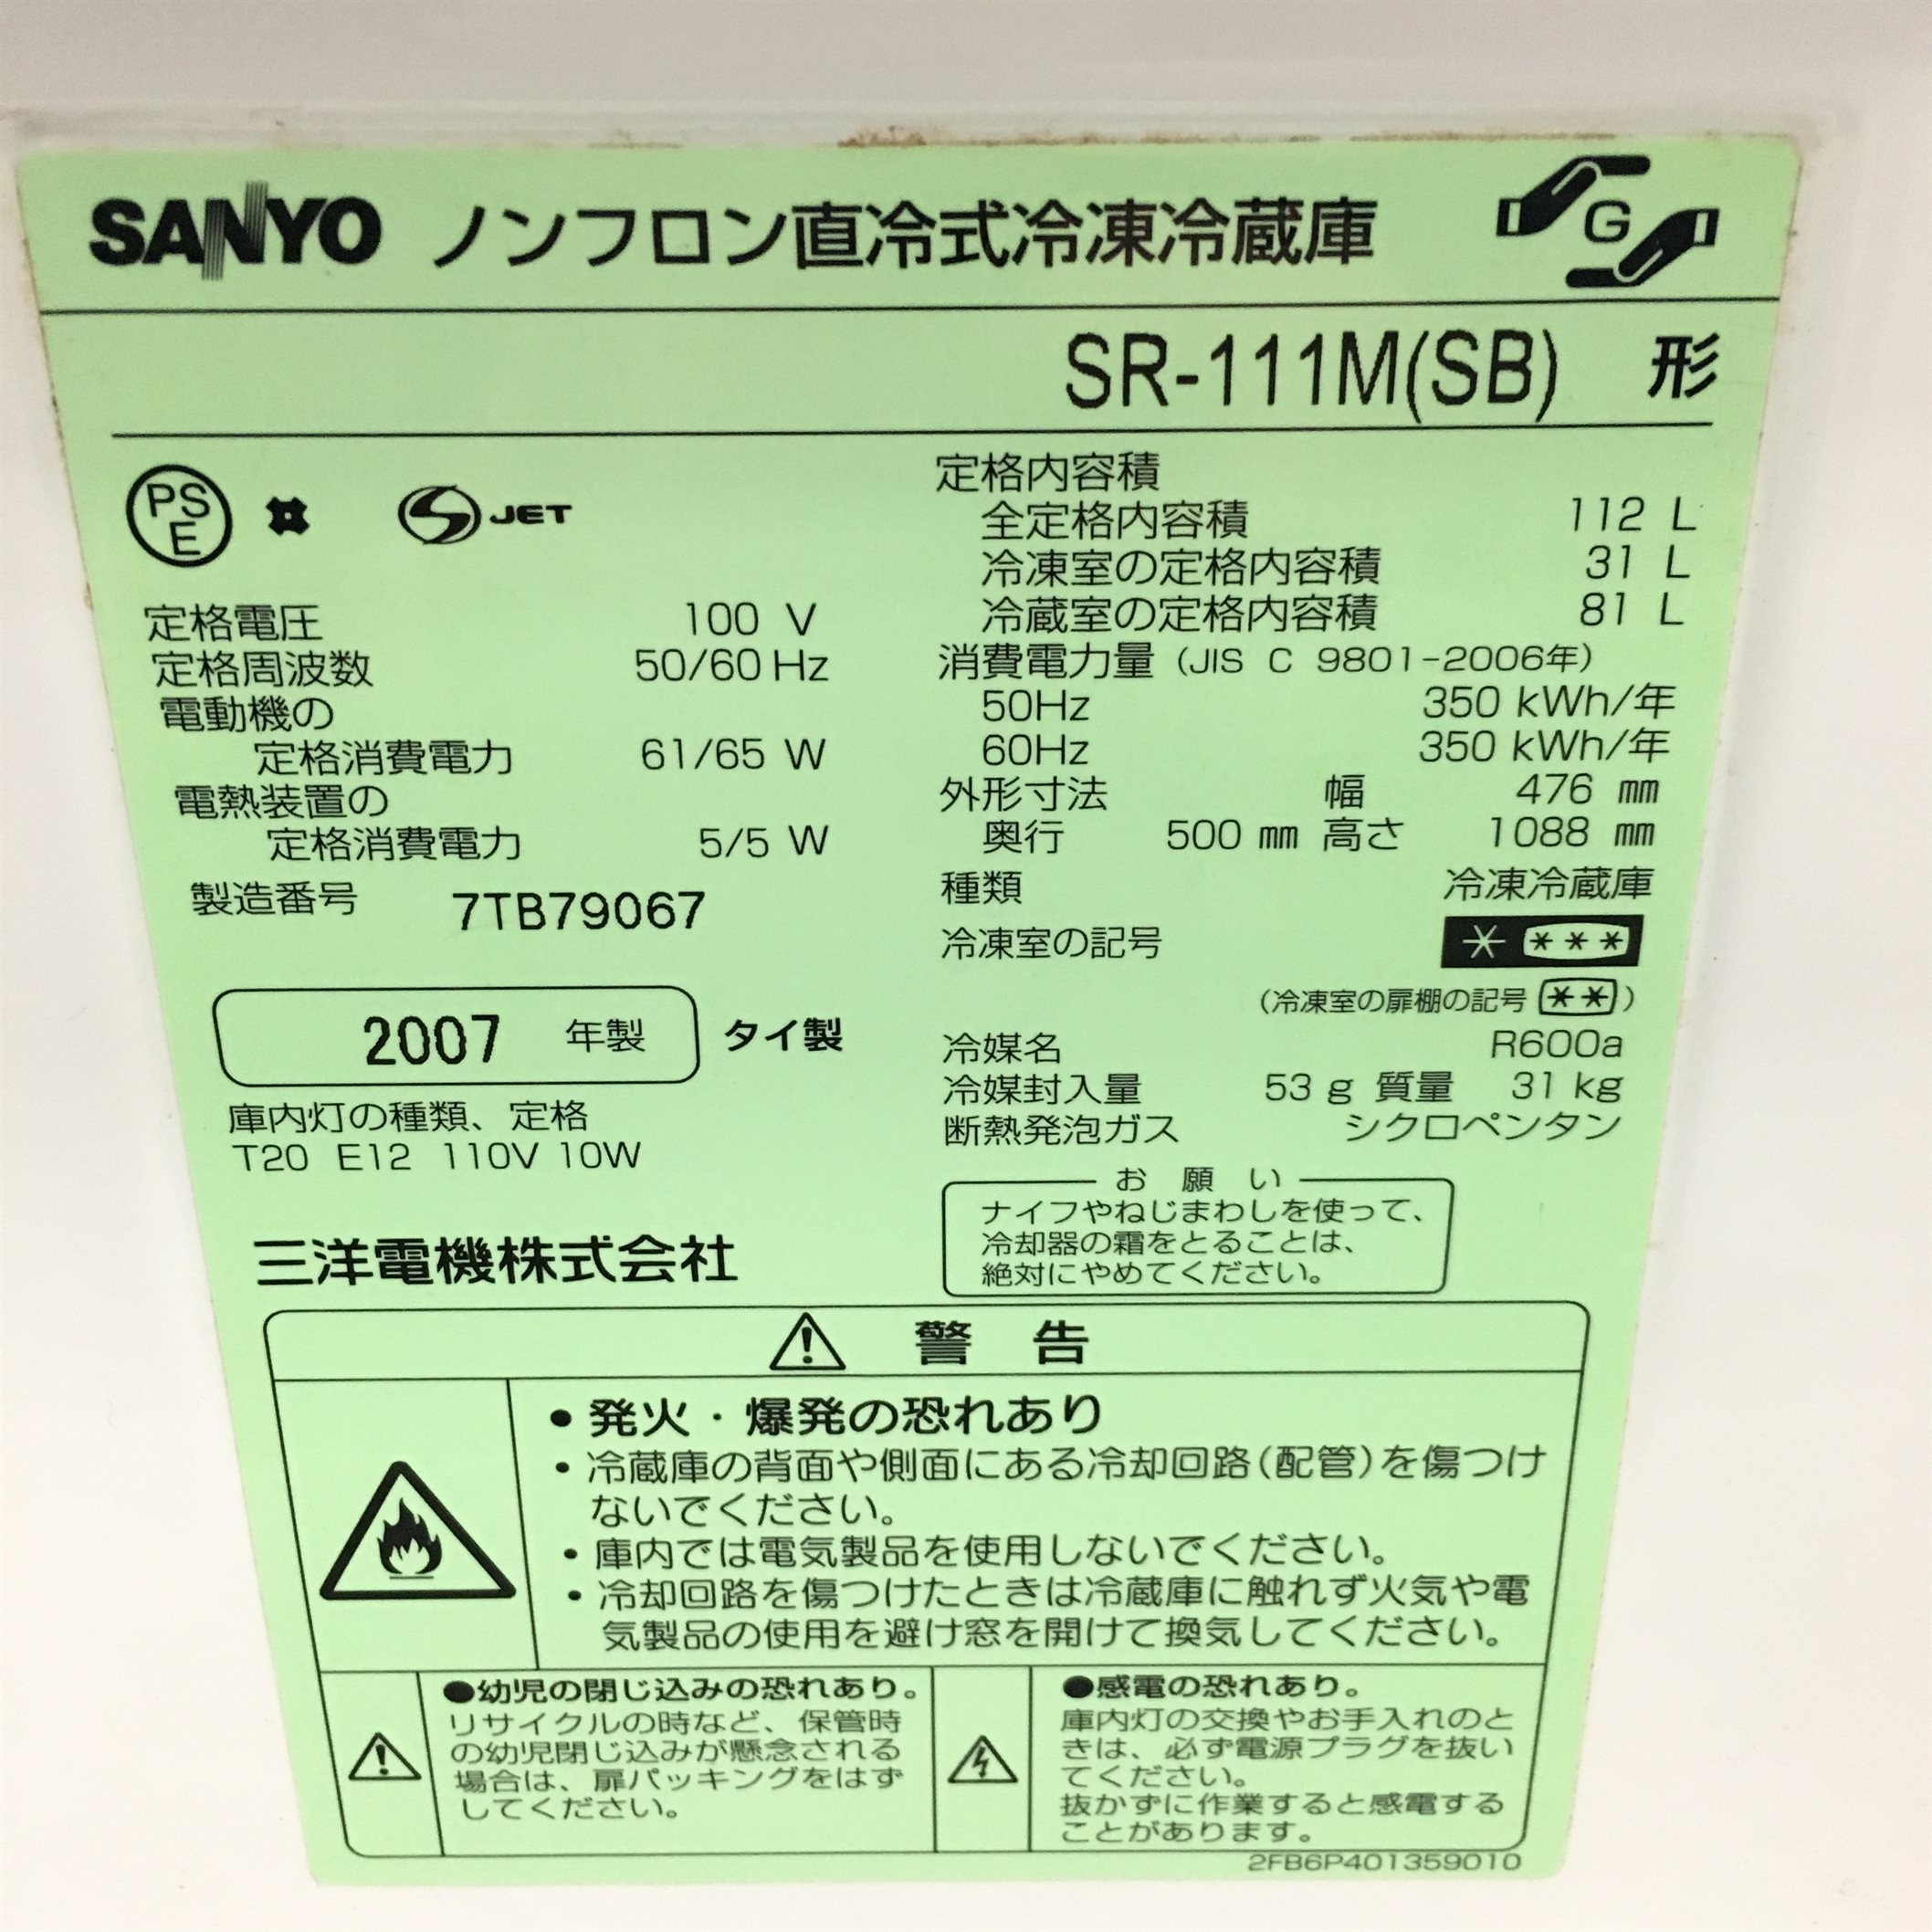 SANYO ノンフロン直冷式冷凍冷蔵庫 G
SR-111M(SB) 形
PS
E
JET
定格電圧 100 V
定格周波数 50/60 Hz
電動機の
定格消費電力 61/65 W
電熱装置の
定格消費電力 5/5 W
製造番号 7TB79067
2007 年製 タイ製
庫内灯の種類、定格
T20 E12 110V 10W
三洋電機株式会社
定格内容積
全定格内容積 112 L
冷凍室の定格内容積 31 L
冷蔵室の定格内容積 81 L
消費電力量 (JIS C 9801-2006年)
50Hz 350 kWh/年
60Hz 350 kWh/年
外形寸法 幅 476 ㎜
奥行 500 ㎜ 高さ 1088 ㎜
種類 冷凍冷蔵庫
冷凍室の記号 * ***
(冷凍室の扉棚の記号 **)
冷媒名 R600a
冷媒封入量 53 g 質量 31 kg
断熱発泡ガス シクロペンタン
お 願 い
ナイフやねじまわしを使って、
冷却器の霜をとることは、
絶対にやめてください。
警 告
• 発火・爆発の恐れあり
• 冷蔵庫の背面や側面にある冷却回路(配管)を傷つけ
ないでください。
• 庫内では電気製品を使用しないでください。
• 冷却回路を傷つけたときは冷蔵庫に触れず火気や電
気製品の使用を避け窓を開けて換気してください。
●幼児の閉じ込みの恐れあり。
リサイクルの時など、保管時
の幼児閉じ込みが懸念される
場合は、扉パッキングをはず
してください。
●感電の恐れあり。
庫内灯の交換やお手入れのと
きは、必ず電源プラグを抜い
てください。
抜かずに作業すると感電する
ことがあります。
2FB6P401359010